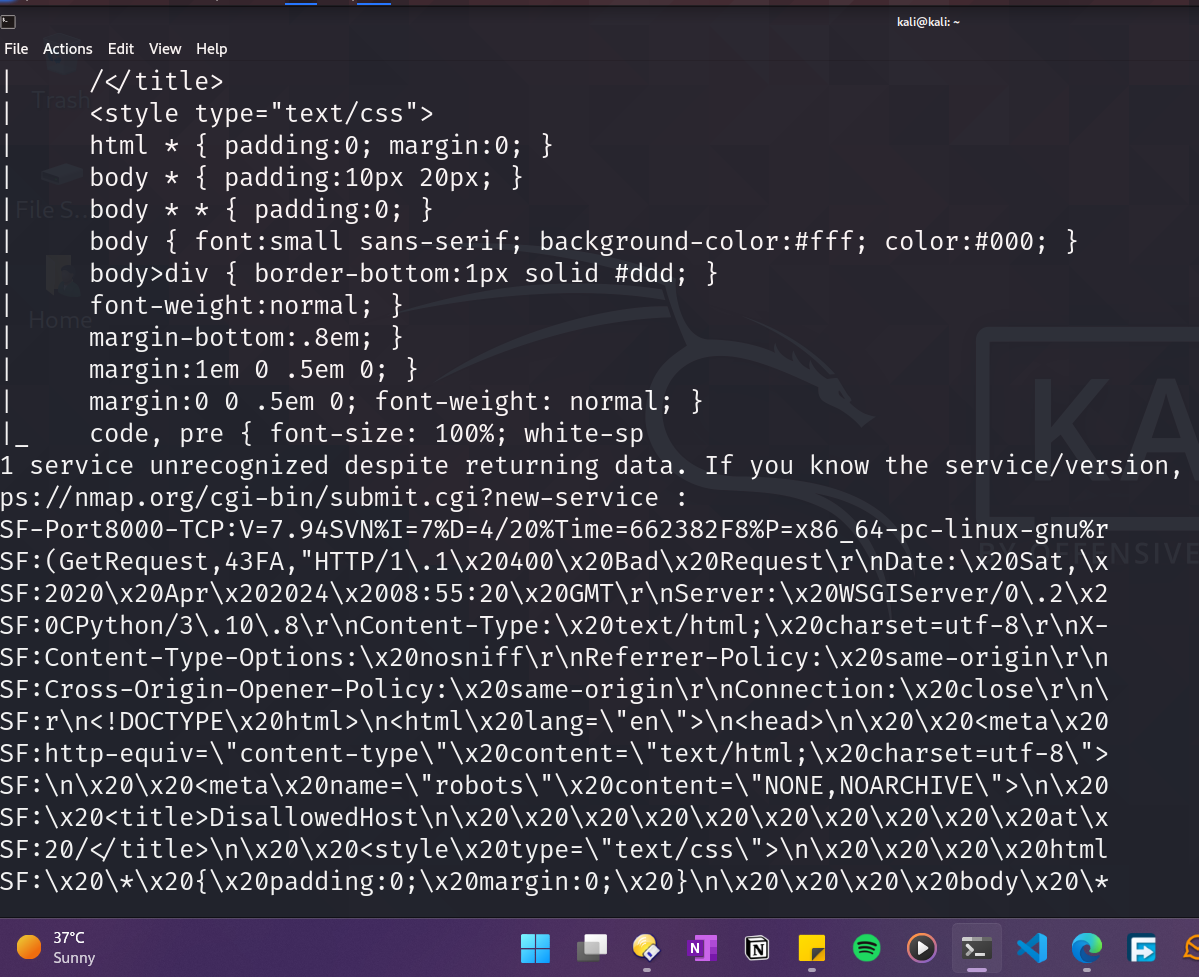 kali@kali: ~
File Actions Edit View Help
| /</title>
| <style type="text/css">
| html * { padding:0; margin:0; }
| body * { padding:10px 20px; }
| body * * { padding:0; }
| body { font:small sans-serif; background-color:#fff; color:#000; }
| body>div { border-bottom:1px solid #ddd; }
| font-weight:normal; }
| margin-bottom:.8em; }
| margin:1em 0 .5em 0; }
| margin:0 0 .5em 0; font-weight: normal; }
|_ code, pre { font-size: 100%; white-sp
1 service unrecognized despite returning data. If you know the service/version,
ps://nmap.org/cgi-bin/submit.cgi?new-service :
SF-Port8000-TCP:V=7.94SVN%I=7%D=4/20%Time=662382F8%P=x86_64-pc-linux-gnu%r
SF:(GetRequest,43FA,"HTTP/1\.1\x20400\x20Bad\x20Request\r\nDate:\x20Sat,\x
SF:2020\x20Apr\x202024\x2008:55:20\x20GMT\r\nServer:\x20WSGIServer/0\.2\x2
SF:0CPython/3\.10\.8\r\nContent-Type:\x20text/html;\x20charset=utf-8\r\nX-
SF:Content-Type-Options:\x20nosniff\r\nReferrer-Policy:\x20same-origin\r\n
SF:Cross-Origin-Opener-Policy:\x20same-origin\r\nConnection:\x20close\r\n\
SF:r\n<!DOCTYPE\x20html>\n<html\x20lang=\"en\">\n<head>\n\x20\x20<meta\x20
SF:http-equiv=\"content-type\"\x20content=\"text/html;\x20charset=utf-8\">
SF:\n\x20\x20<meta\x20name=\"robots\"\x20content=\"NONE,NOARCHIVE\">\n\x20
SF:\x20<title>DisallowedHost\n\x20\x20\x20\x20\x20\x20\x20\x20\x20\x20at\x
SF:20/</title>\n\x20\x20<style\x20type=\"text/css\">\n\x20\x20\x20\x20html
SF:\x20\*\x20{\x20padding:0;\x20margin:0;\x20}\n\x20\x20\x20\x20body\x20\*
Trash
File S..
Home
KA
BY OFFENSIVE
37°C
Sunny